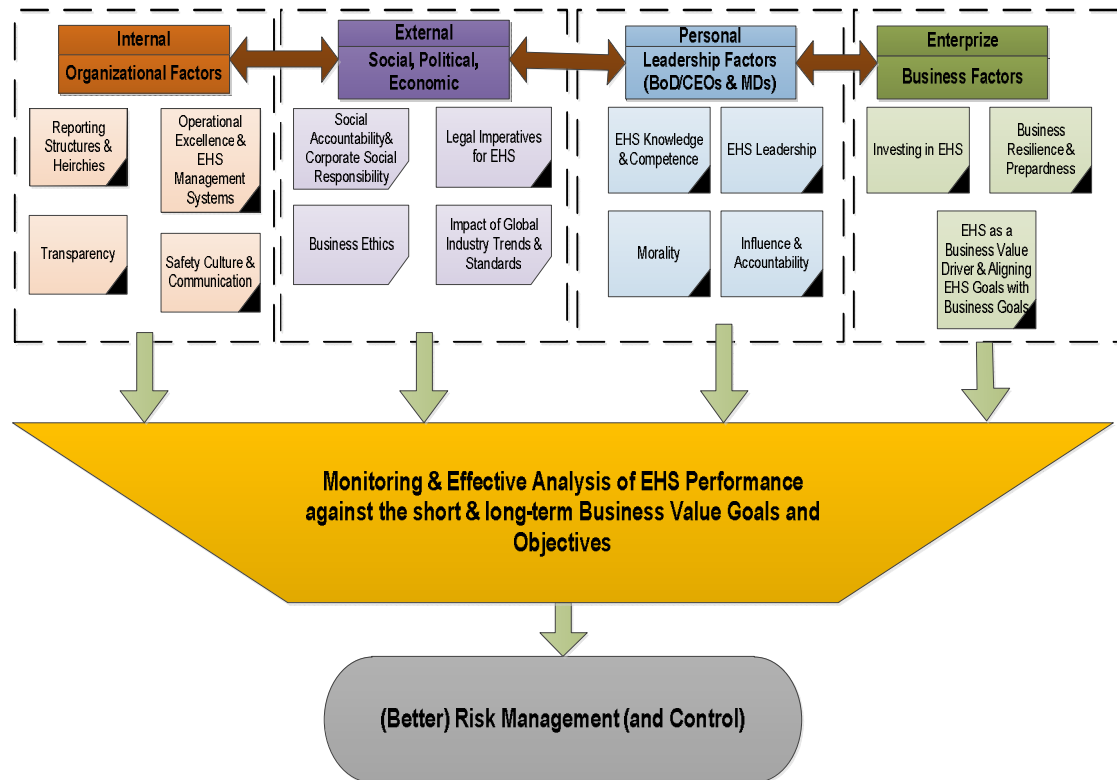 Internal
Organizational Factors
External
Social, Political,
Economic
Personal
Leadership Factors
(BoD/CEOs & MDs)
Enterprize
Business Factors
Reporting
Structures &
Heirchies
Operational
Excellence &
EHS
Management
Systems
Transparency
Safety Culture &
Communication
Social
Accountability&
Corporate Social
Responsibility
Legal Imperatives
for EHS
Business Ethics
Impact of Global
Industry Trends &
Standards
EHS Knowledge
& Competence
EHS Leadership
Morality
Influence &
Accountability
Investing in EHS
Business
Resilience &
Prepardness
EHS as a
Business Value
Driver & Aligning
EHS Goals with
Business Goals
Monitoring & Effective Analysis of EHS Performance
against the short & long-term Business Value Goals and
Objectives
(Better) Risk Management (and Control)